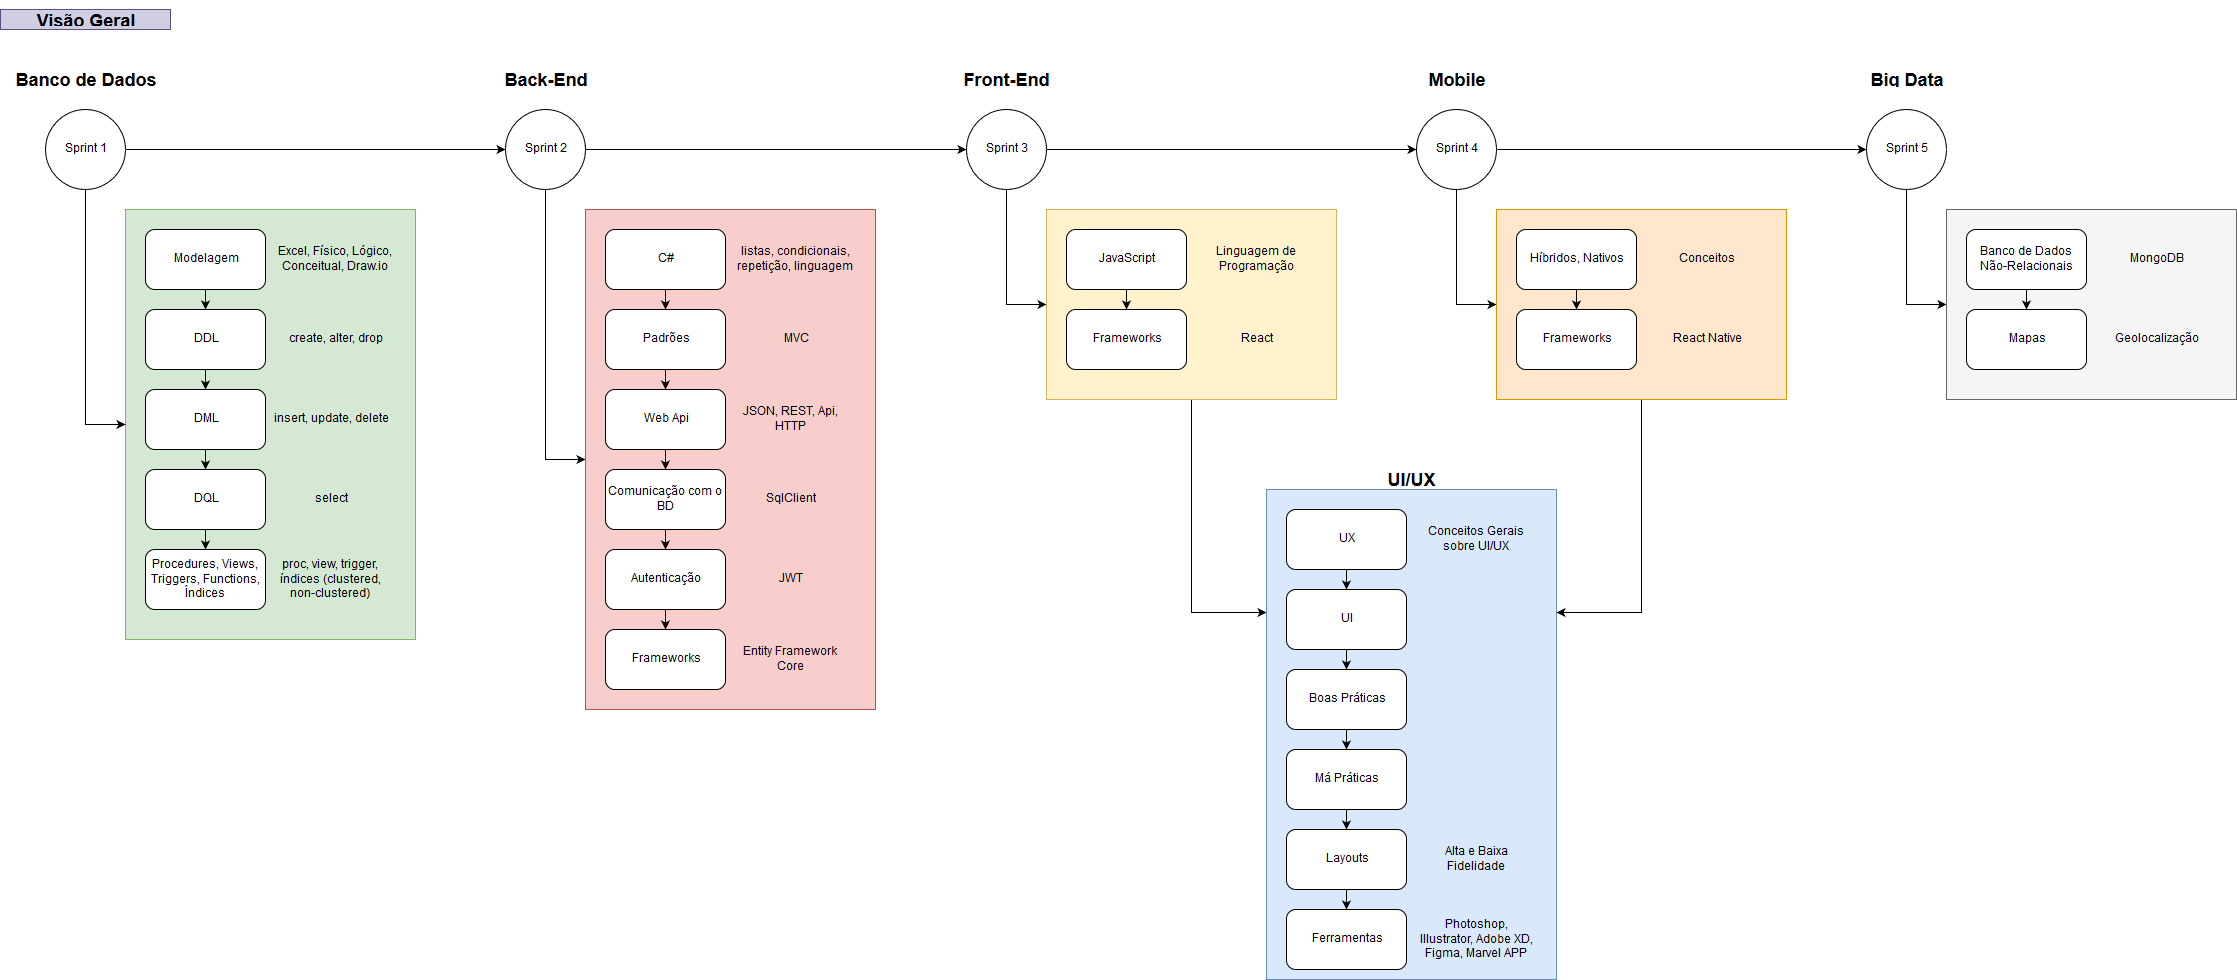 Visão Geral
Banco de Dados
Back-End
Front-End
Mobile
Big Data
Sprint 1
Sprint 2
Sprint 3
Sprint 4
Sprint 5
Modelagem
Excel, Físico, Lógico,
Conceitual, Draw.io
DDL
create, alter, drop
DML
insert, update, delete
DQL
select
Procedures, Views,
Triggers, Functions,
Índices
proc, view, trigger,
índices (clustered,
non-clustered)
C#
listas, condicionais,
repetição, linguagem
Padrões
MVC
Web Api
JSON, REST, Api,
HTTP
Comunicação com o
BD
SqlClient
Autenticação
JWT
Frameworks
Entity Framework
Core
JavaScript
Linguagem de
Programação
Frameworks
React
Híbridos, Nativos
Conceitos
Frameworks
React Native
Banco de Dados
Não-Relacionais
MongoDB
Mapas
Geolocalização
UI/UX
UX
Conceitos Gerais
sobre UI/UX
UI
Boas Práticas
Má Práticas
Layouts
Alta e Baixa
Fidelidade
Ferramentas
Photoshop,
Illustrator, Adobe XD,
Figma, Marvel APP